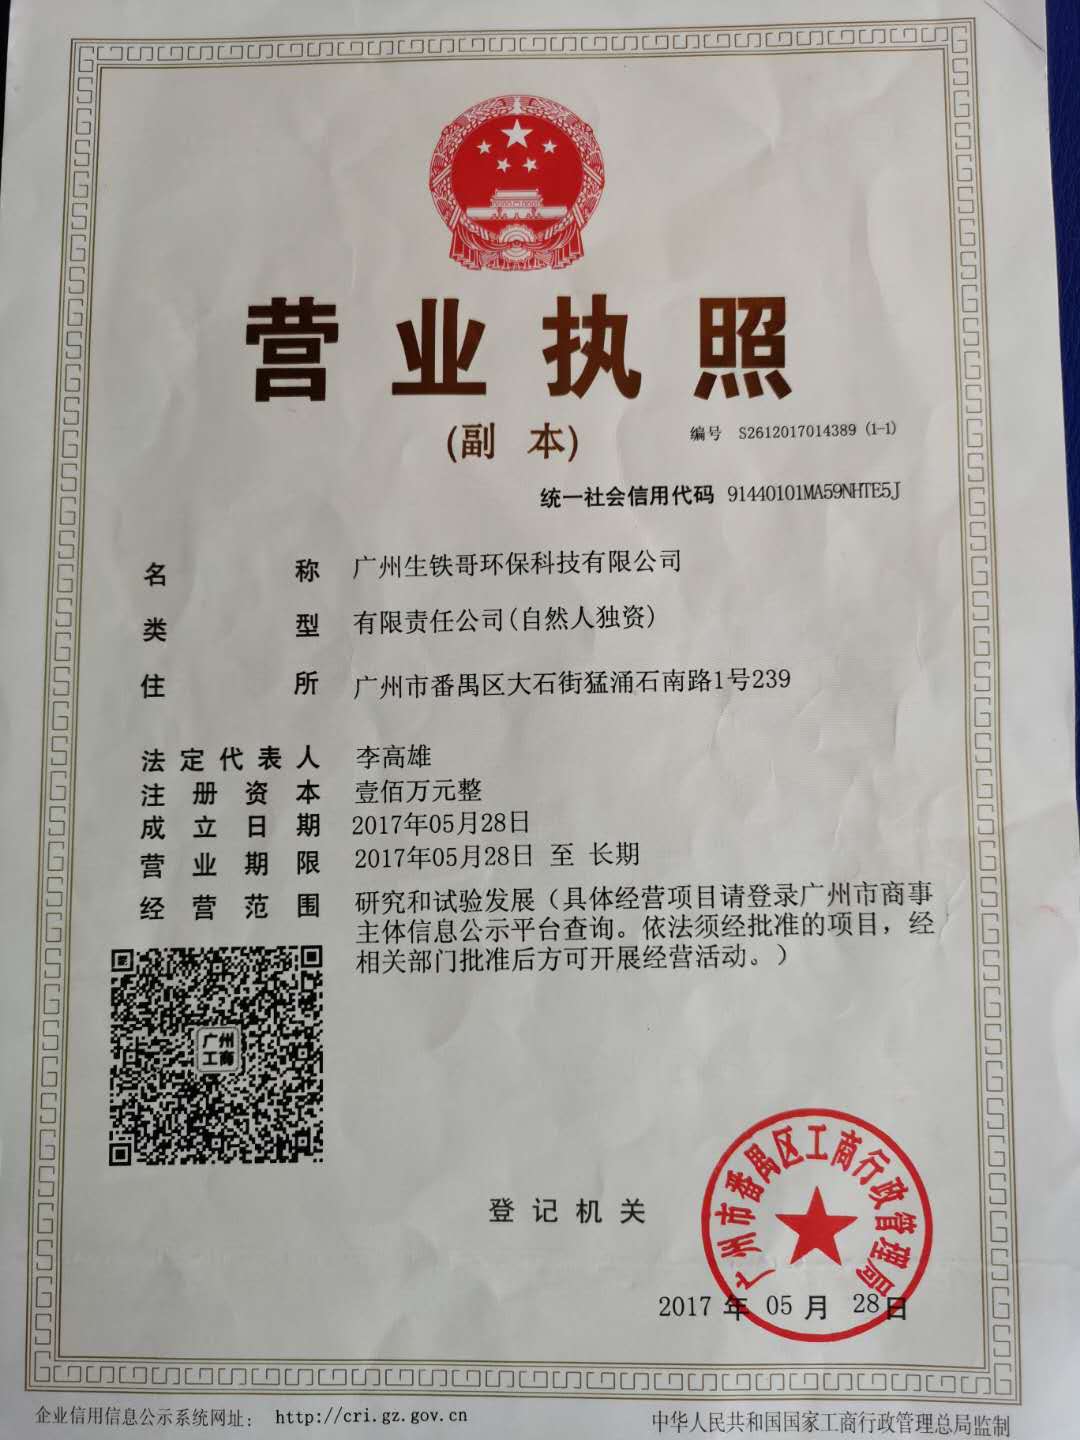 营业执照
(副 本)
编号 S2612017014389 (1-1)
统一社会信用代码 91440101MA59NHTE5J
名称 广州生铁哥环保科技有限公司
类型 有限责任公司(自然人独资)
住所 广州市番禺区大石街猛涌石南路1号239
法定代表人 李高雄
注册资本 壹佰万元整
成立日期 2017年05月28日
营业期限 2017年05月28日 至 长期
经营范围 研究和试验发展（具体经营项目请登录广州市商事
主体信息公示平台查询。依法须经批准的项目，经
相关部门批准后方可开展经营活动。）
广州
工商
登记机关
广州市番禺区工商行政管理局
2017 年 05 月 28日
企业信用信息公示系统网址： http://cri.gz.gov.cn
中华人民共和国国家工商行政管理总局监制